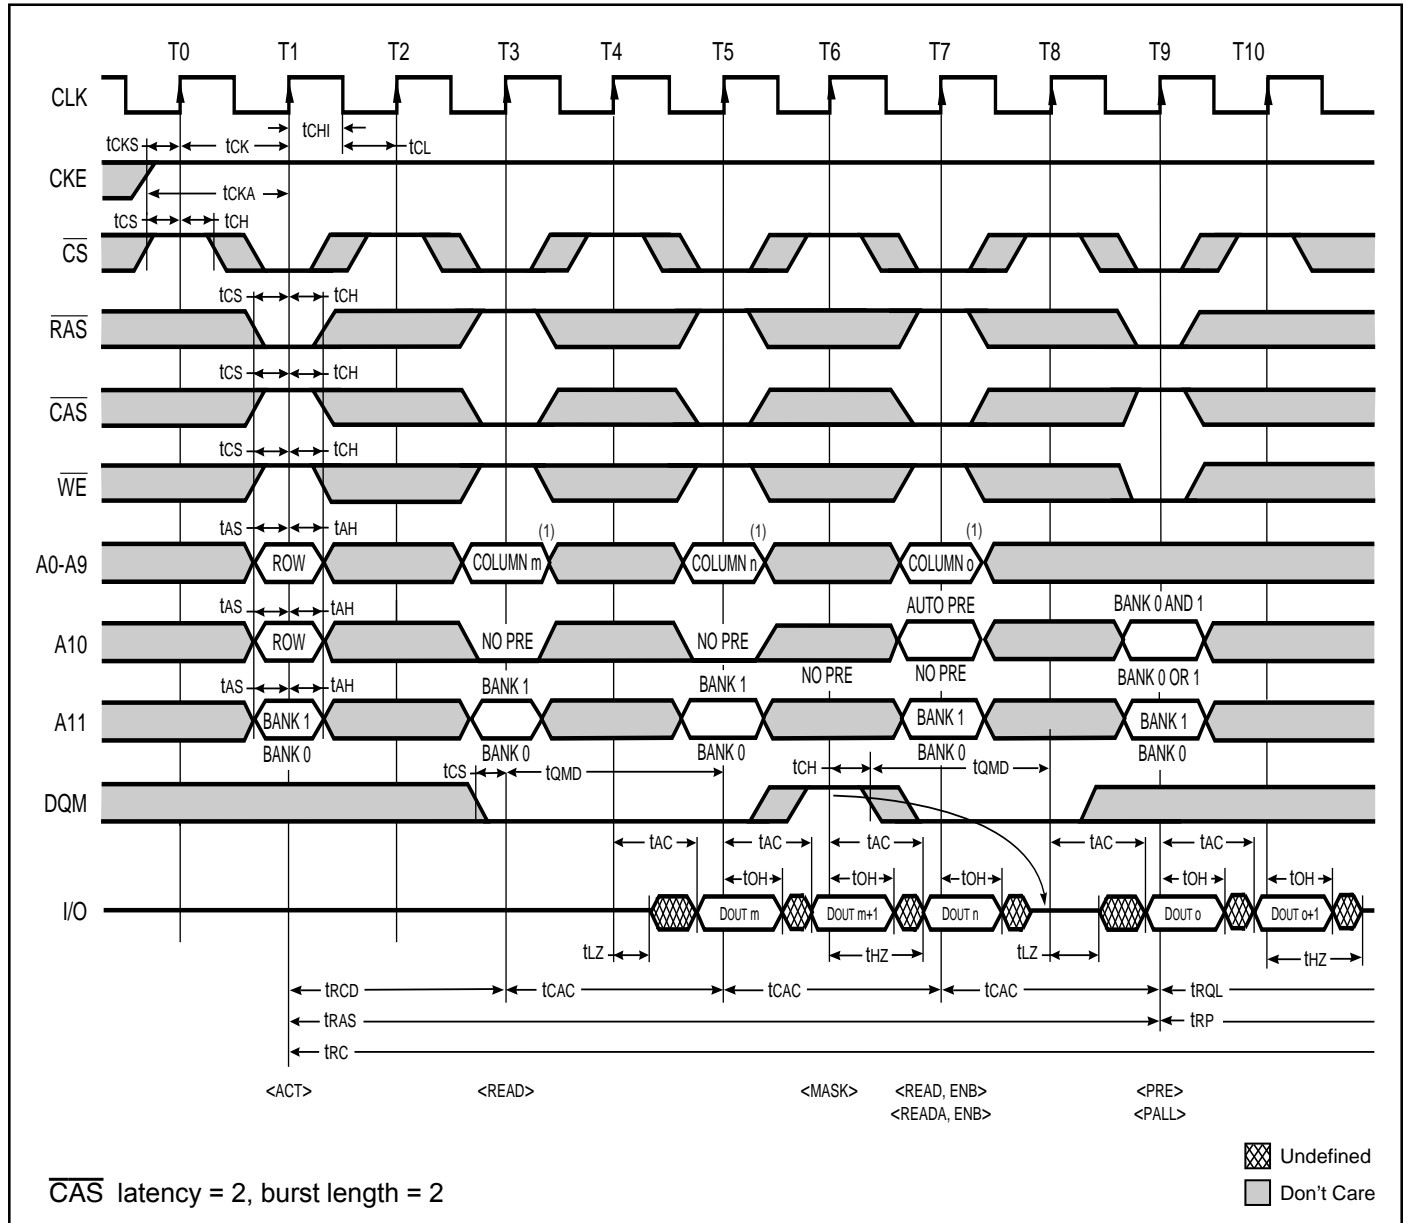 T0 T1 T2 T3 T4 T5 T6 T7 T8 T9 T10
CLK
tCHI
tCKS tCK tCL
CKE
tCKA
tCS tCH
CS
tCS tCH
RAS
tCS tCH
CAS
tCS tCH
WE
tAS tAH (1) (1) (1)
A0-A9 ROW COLUMN m COLUMN n COLUMN o
tAS tAH AUTO PRE BANK 0 AND 1
A10 ROW NO PRE NO PRE
NO PRE NO PRE BANK 0 OR 1
tAS tAH BANK 1 BANK 1
A11 BANK 1 BANK 1 BANK 1
BANK 0 BANK 0 BANK 0 BANK 0 BANK 0
tCS tQMD tCH tQMD
DQM
tAC tAC tAC tAC tAC
tOH tOH tOH tOH tOH
I/O DOUT m DOUT m+1 DOUT n DOUT o DOUT o+1
tLZ tHZ tLZ tHZ
tRCD tCAC tCAC tCAC tRQL
tRAS tRP
tRC
<ACT> <READ> <MASK> <READ, ENB> <PRE>
<READA, ENB> <PALL>
Undefined
Don't Care
CAS latency = 2, burst length = 2